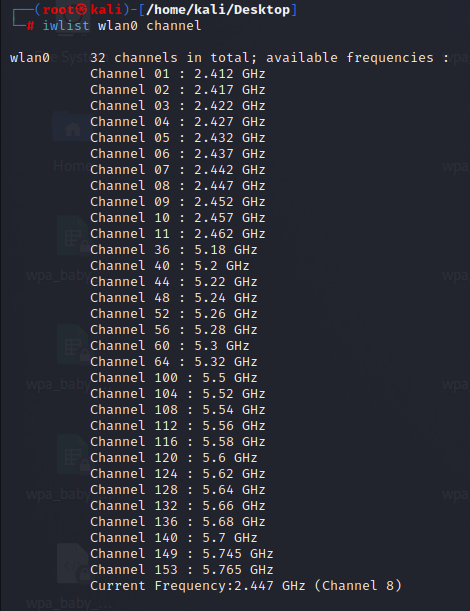 ┌──(root㉿kali)-[/home/kali/Desktop]
└─# iwlist wlan0 channel
wlan0     32 channels in total; available frequencies :
          Channel 01 : 2.412 GHz
          Channel 02 : 2.417 GHz
          Channel 03 : 2.422 GHz
          Channel 04 : 2.427 GHz
          Channel 05 : 2.432 GHz
          Channel 06 : 2.437 GHz
          Channel 07 : 2.442 GHz
          Channel 08 : 2.447 GHz
          Channel 09 : 2.452 GHz
          Channel 10 : 2.457 GHz
          Channel 11 : 2.462 GHz
          Channel 36 : 5.18 GHz
          Channel 40 : 5.2 GHz
          Channel 44 : 5.22 GHz
          Channel 48 : 5.24 GHz
          Channel 52 : 5.26 GHz
          Channel 56 : 5.28 GHz
          Channel 60 : 5.3 GHz
          Channel 64 : 5.32 GHz
          Channel 100 : 5.5 GHz
          Channel 104 : 5.52 GHz
          Channel 108 : 5.54 GHz
          Channel 112 : 5.56 GHz
          Channel 116 : 5.58 GHz
          Channel 120 : 5.6 GHz
          Channel 124 : 5.62 GHz
          Channel 128 : 5.64 GHz
          Channel 132 : 5.66 GHz
          Channel 136 : 5.68 GHz
          Channel 140 : 5.7 GHz
          Channel 149 : 5.745 GHz
          Channel 153 : 5.765 GHz
          Current Frequency:2.447 GHz (Channel 8)
Home
wpa_baby
wpa_baby
wpa_baby
wpa_baby_...